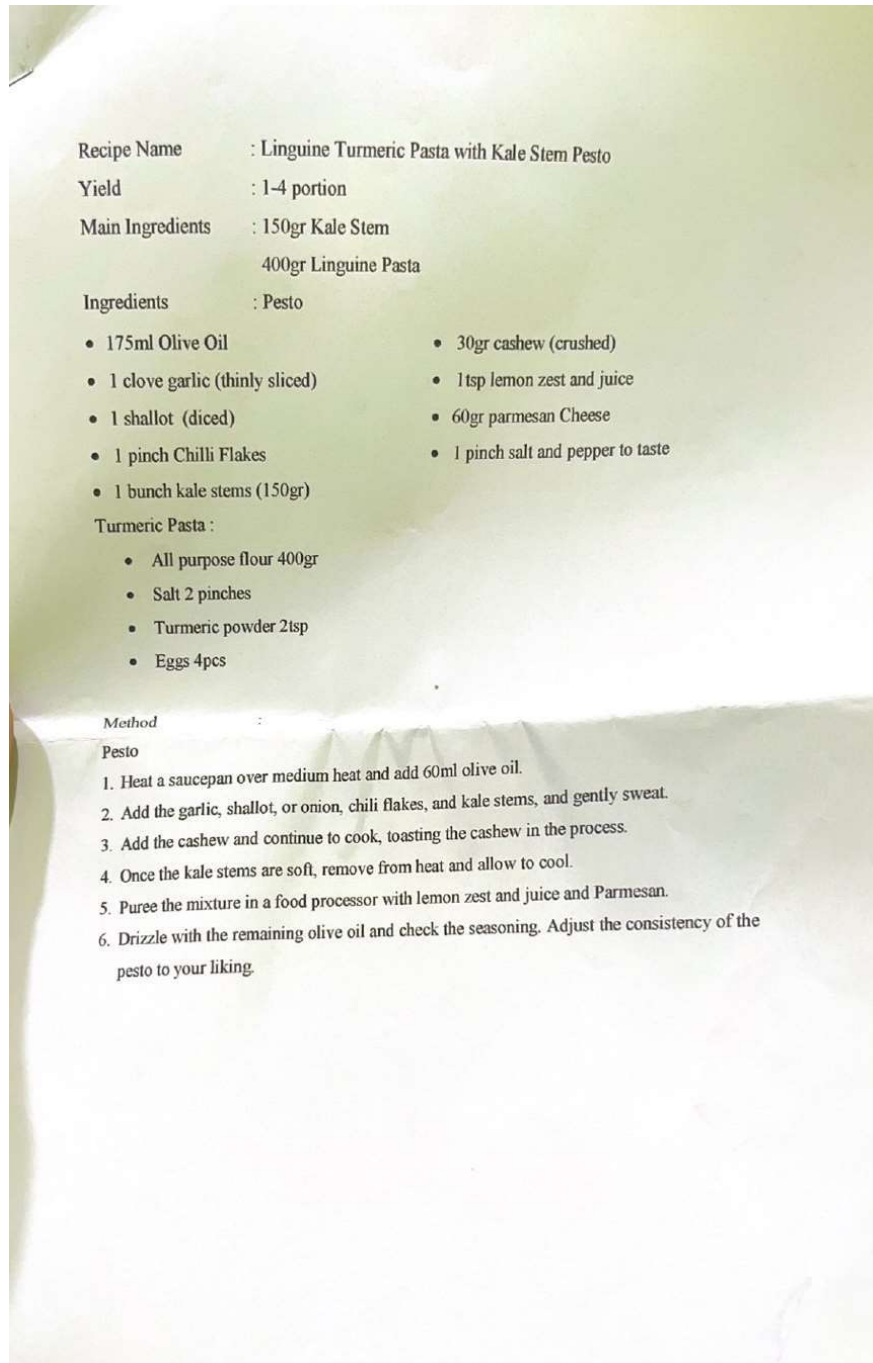 Recipe Name : Linguine Turmeric Pasta with Kale Stem Pesto
Yield : 1-4 portion
Main Ingredients : 150gr Kale Stem
400gr Linguine Pasta
Ingredients : Pesto
• 175ml Olive Oil
• 1 clove garlic (thinly sliced)
• 1 shallot (diced)
• 1 pinch Chilli Flakes
• 1 bunch kale stems (150gr)
• 30gr cashew (crushed)
• 1tsp lemon zest and juice
• 60gr parmesan Cheese
• 1 pinch salt and pepper to taste
Turmeric Pasta :
• All purpose flour 400gr
• Salt 2 pinches
• Turmeric powder 2tsp
• Eggs 4pcs
Method :
Pesto
1. Heat a saucepan over medium heat and add 60ml olive oil.
2. Add the garlic, shallot, or onion, chili flakes, and kale stems, and gently sweat.
3. Add the cashew and continue to cook, toasting the cashew in the process.
4. Once the kale stems are soft, remove from heat and allow to cool.
5. Puree the mixture in a food processor with lemon zest and juice and Parmesan.
6. Drizzle with the remaining olive oil and check the seasoning. Adjust the consistency of the
pesto to your liking.